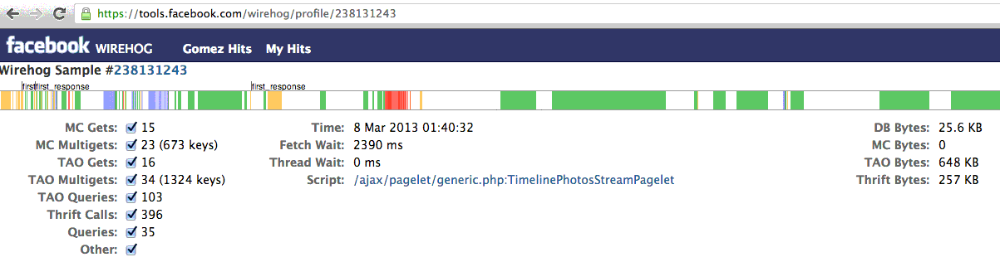 https://tools.facebook.com/wirehog/profile/238131243
facebook WIREHOG Gomez Hits My Hits
Wirehog Sample #238131243
first first_response first_response
MC Gets: 15 Time: 8 Mar 2013 01:40:32 DB Bytes: 25.6 KB
MC Multigets: 23 (673 keys) Fetch Wait: 2390 ms MC Bytes: 0
TAO Gets: 16 Thread Wait: 0 ms TAO Bytes: 648 KB
TAO Multigets: 34 (1324 keys) Script: /ajax/pagelet/generic.php:TimelinePhotosStreamPagelet Thrift Bytes: 257 KB
TAO Queries: 103
Thrift Calls: 396
Queries: 35
Other: